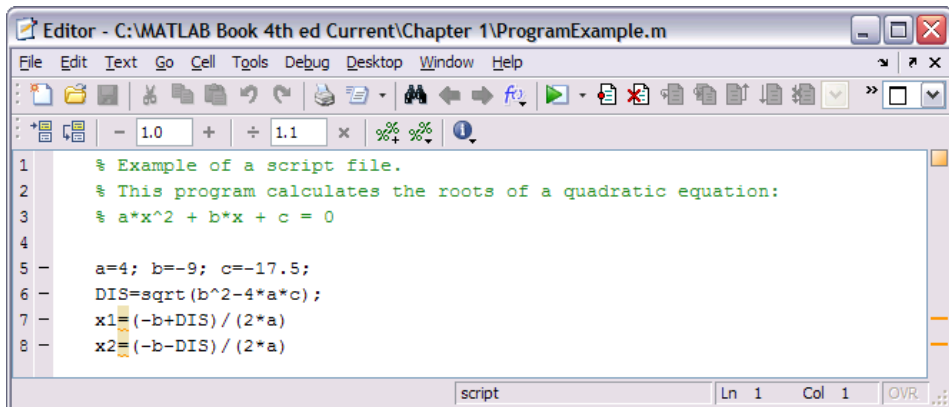 Editor - C:\MATLAB Book 4th ed Current\Chapter 1\ProgramExample.m
File Edit Text Go Cell Tools Debug Desktop Window Help
- 1.0 + ÷ 1.1 ×
1 % Example of a script file.
2 % This program calculates the roots of a quadratic equation:
3 % a*x^2 + b*x + c = 0
4
5 - a=4; b=-9; c=-17.5;
6 - DIS=sqrt(b^2-4*a*c);
7 - x1=(-b+DIS)/(2*a)
8 - x2=(-b-DIS)/(2*a)
script Ln 1 Col 1 OVR